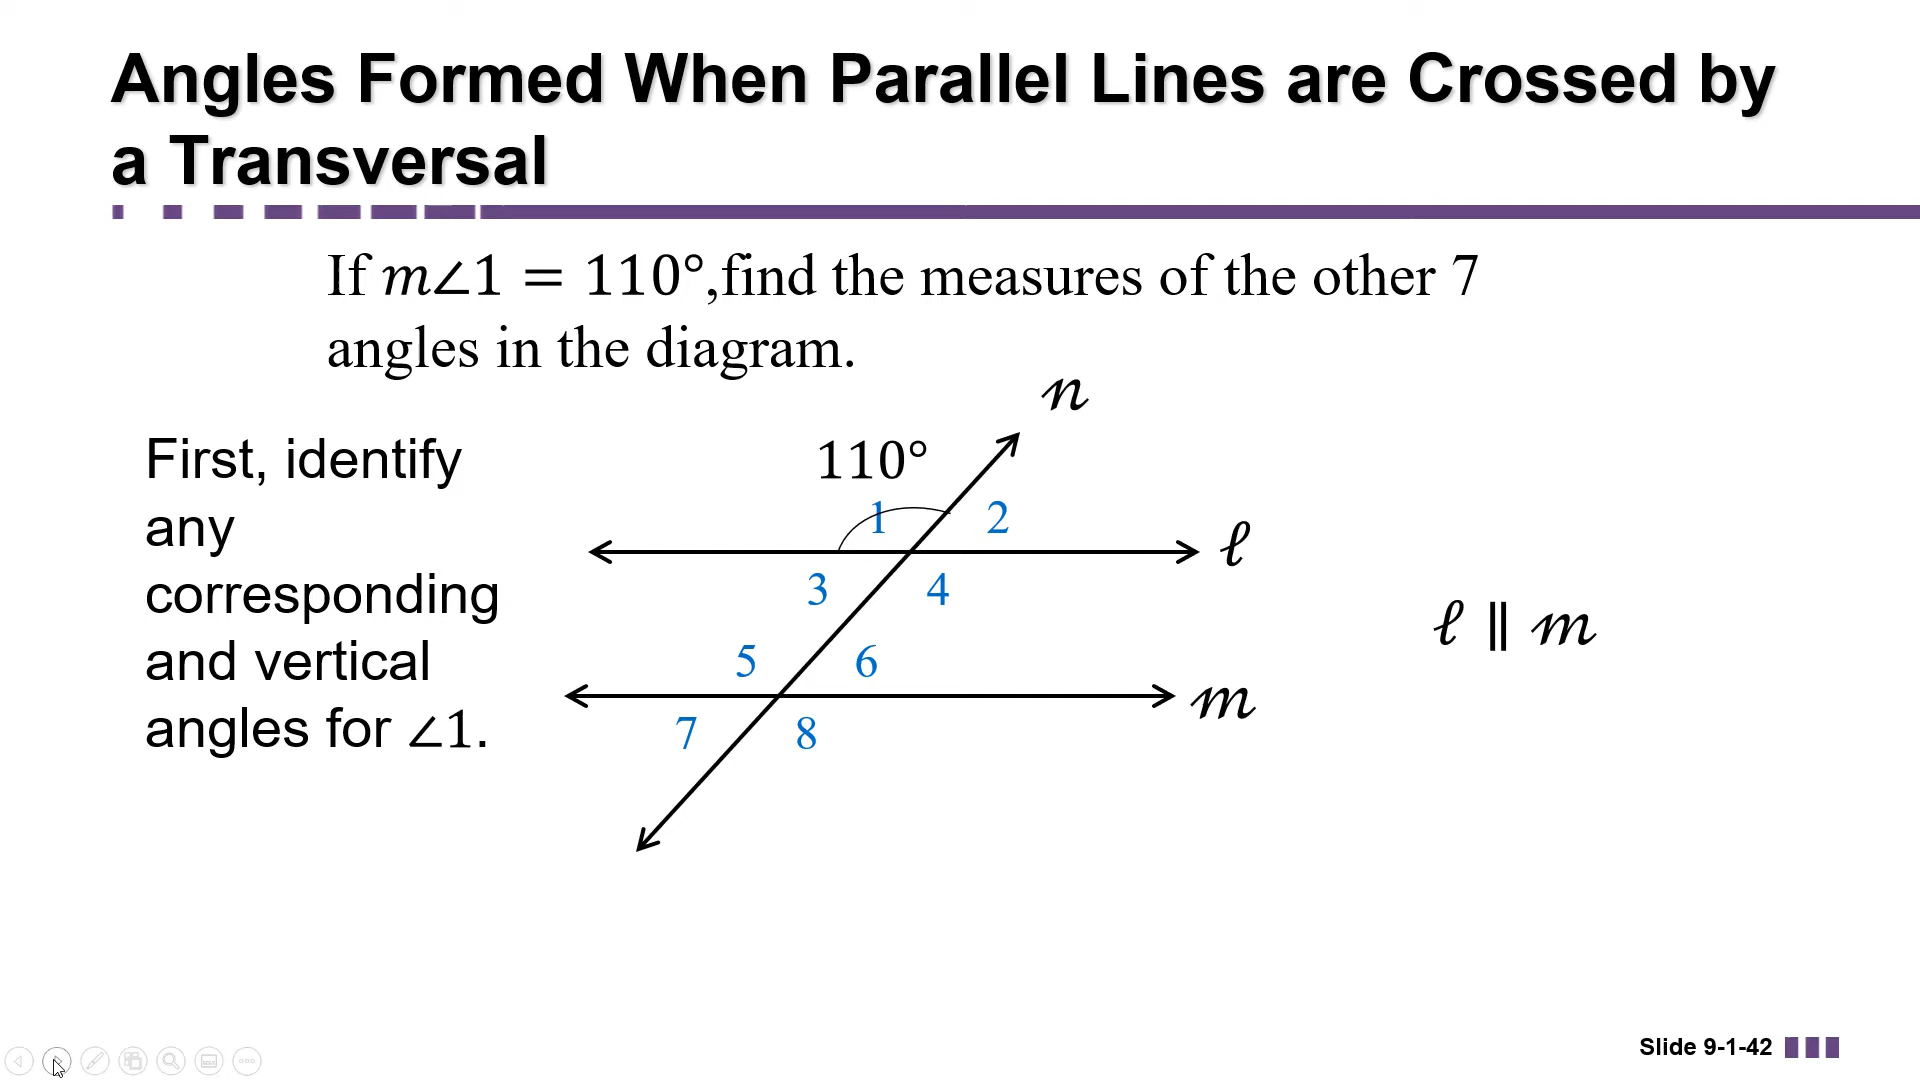 Angles Formed When Parallel Lines are Crossed by
a Transversal
If m∠1 = 110°,find the measures of the other 7
angles in the diagram.
First, identify
any
corresponding
and vertical
angles for ∠1.
n
110°
1 2
ℓ
3 4
ℓ ∥ m
5 6
m
7 8
Slide 9-1-42